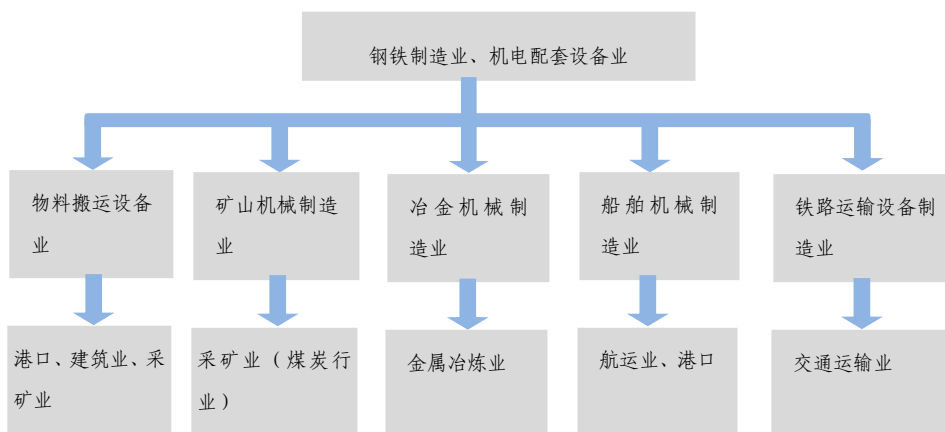 钢铁制造业、机电配套设备业
物料搬运设备
业
矿山机械制造
业
冶金机械制
造业
船舶机械制
造业
铁路运输设备制
造业
港口、建筑业、采
矿业
采矿业（煤炭行
业）
金属冶炼业
航运业、港口
交通运输业